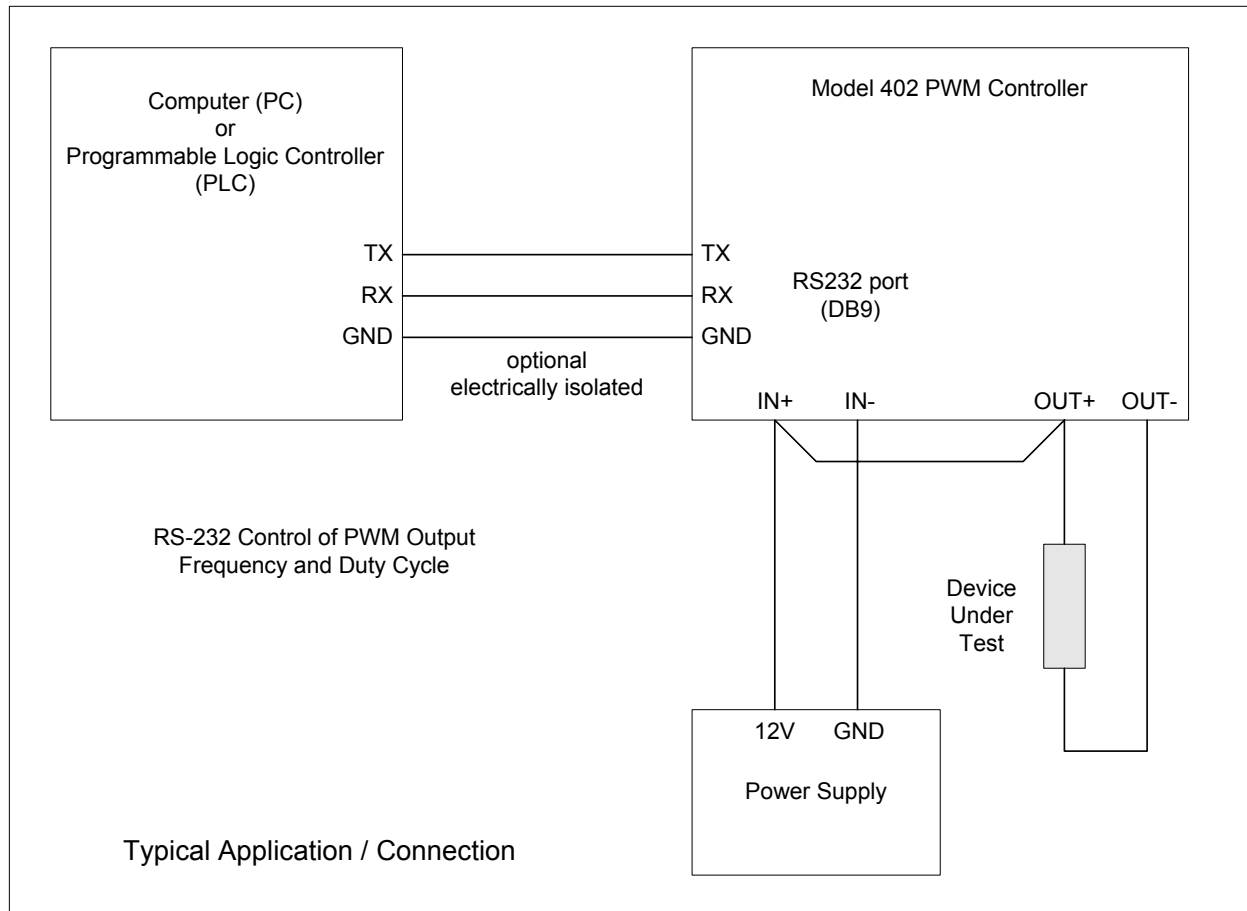 Computer (PC)
or
Programmable Logic Controller
(PLC)
TX
RX
GND
optional
electrically isolated
Model 402 PWM Controller
TX
RX
GND
RS232 port
(DB9)
IN+ IN- OUT+ OUT-
RS-232 Control of PWM Output
Frequency and Duty Cycle
Device
Under
Test
12V GND
Power Supply
Typical Application / Connection